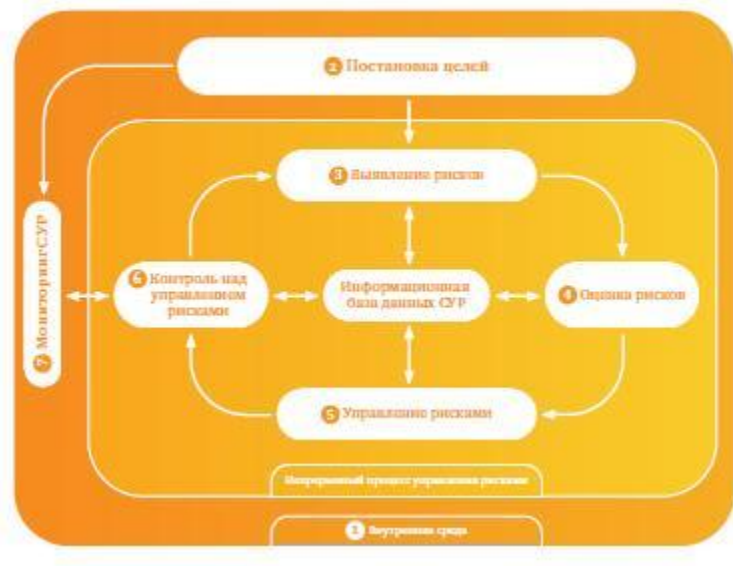 2 Постановка целей
3 Выявление рисков
7 Мониторинг СУР
6 Контроль над
управлением
рисками
Информационная
база данных СУР
4 Оценка рисков
5 Управление рисками
Непрерывный процесс управления рисками
1 Внутренняя среда